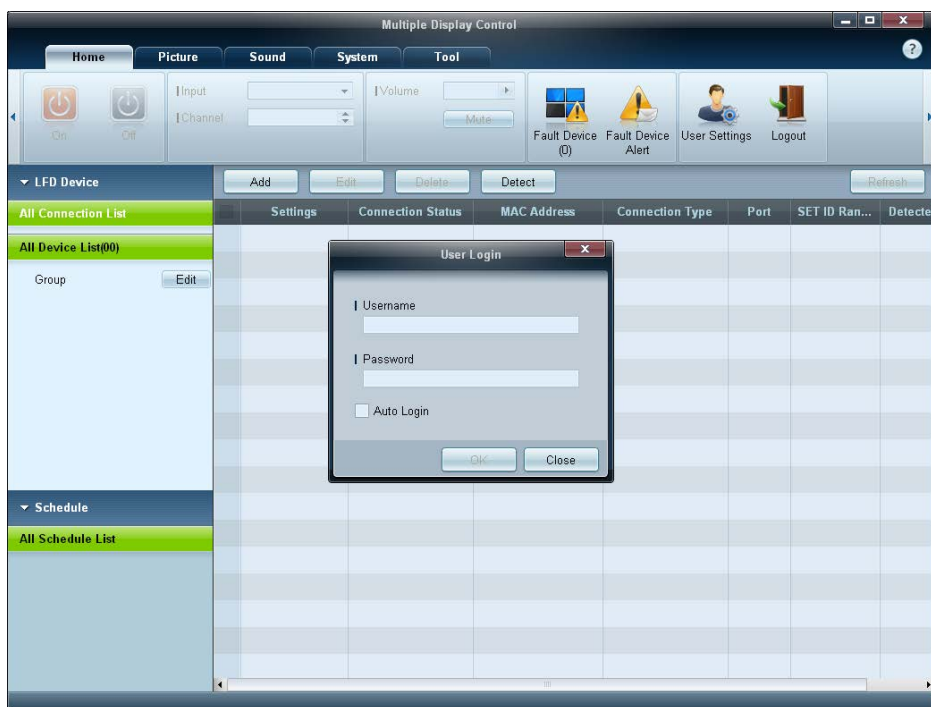 Multiple Display Control
Home Picture Sound System Tool
?
Input
Channel
Volume
Mute
On
Off
Fault Device
(0)
Fault Device
Alert
User Settings
Logout
LFD Device
Add Edit Delete Detect Refresh
All Connection List
Settings Connection Status MAC Address Connection Type Port SET ID Ran... Detecte
All Device List(00)
Group Edit
User Login
Username
Password
Auto Login
OK Close
Schedule
All Schedule List